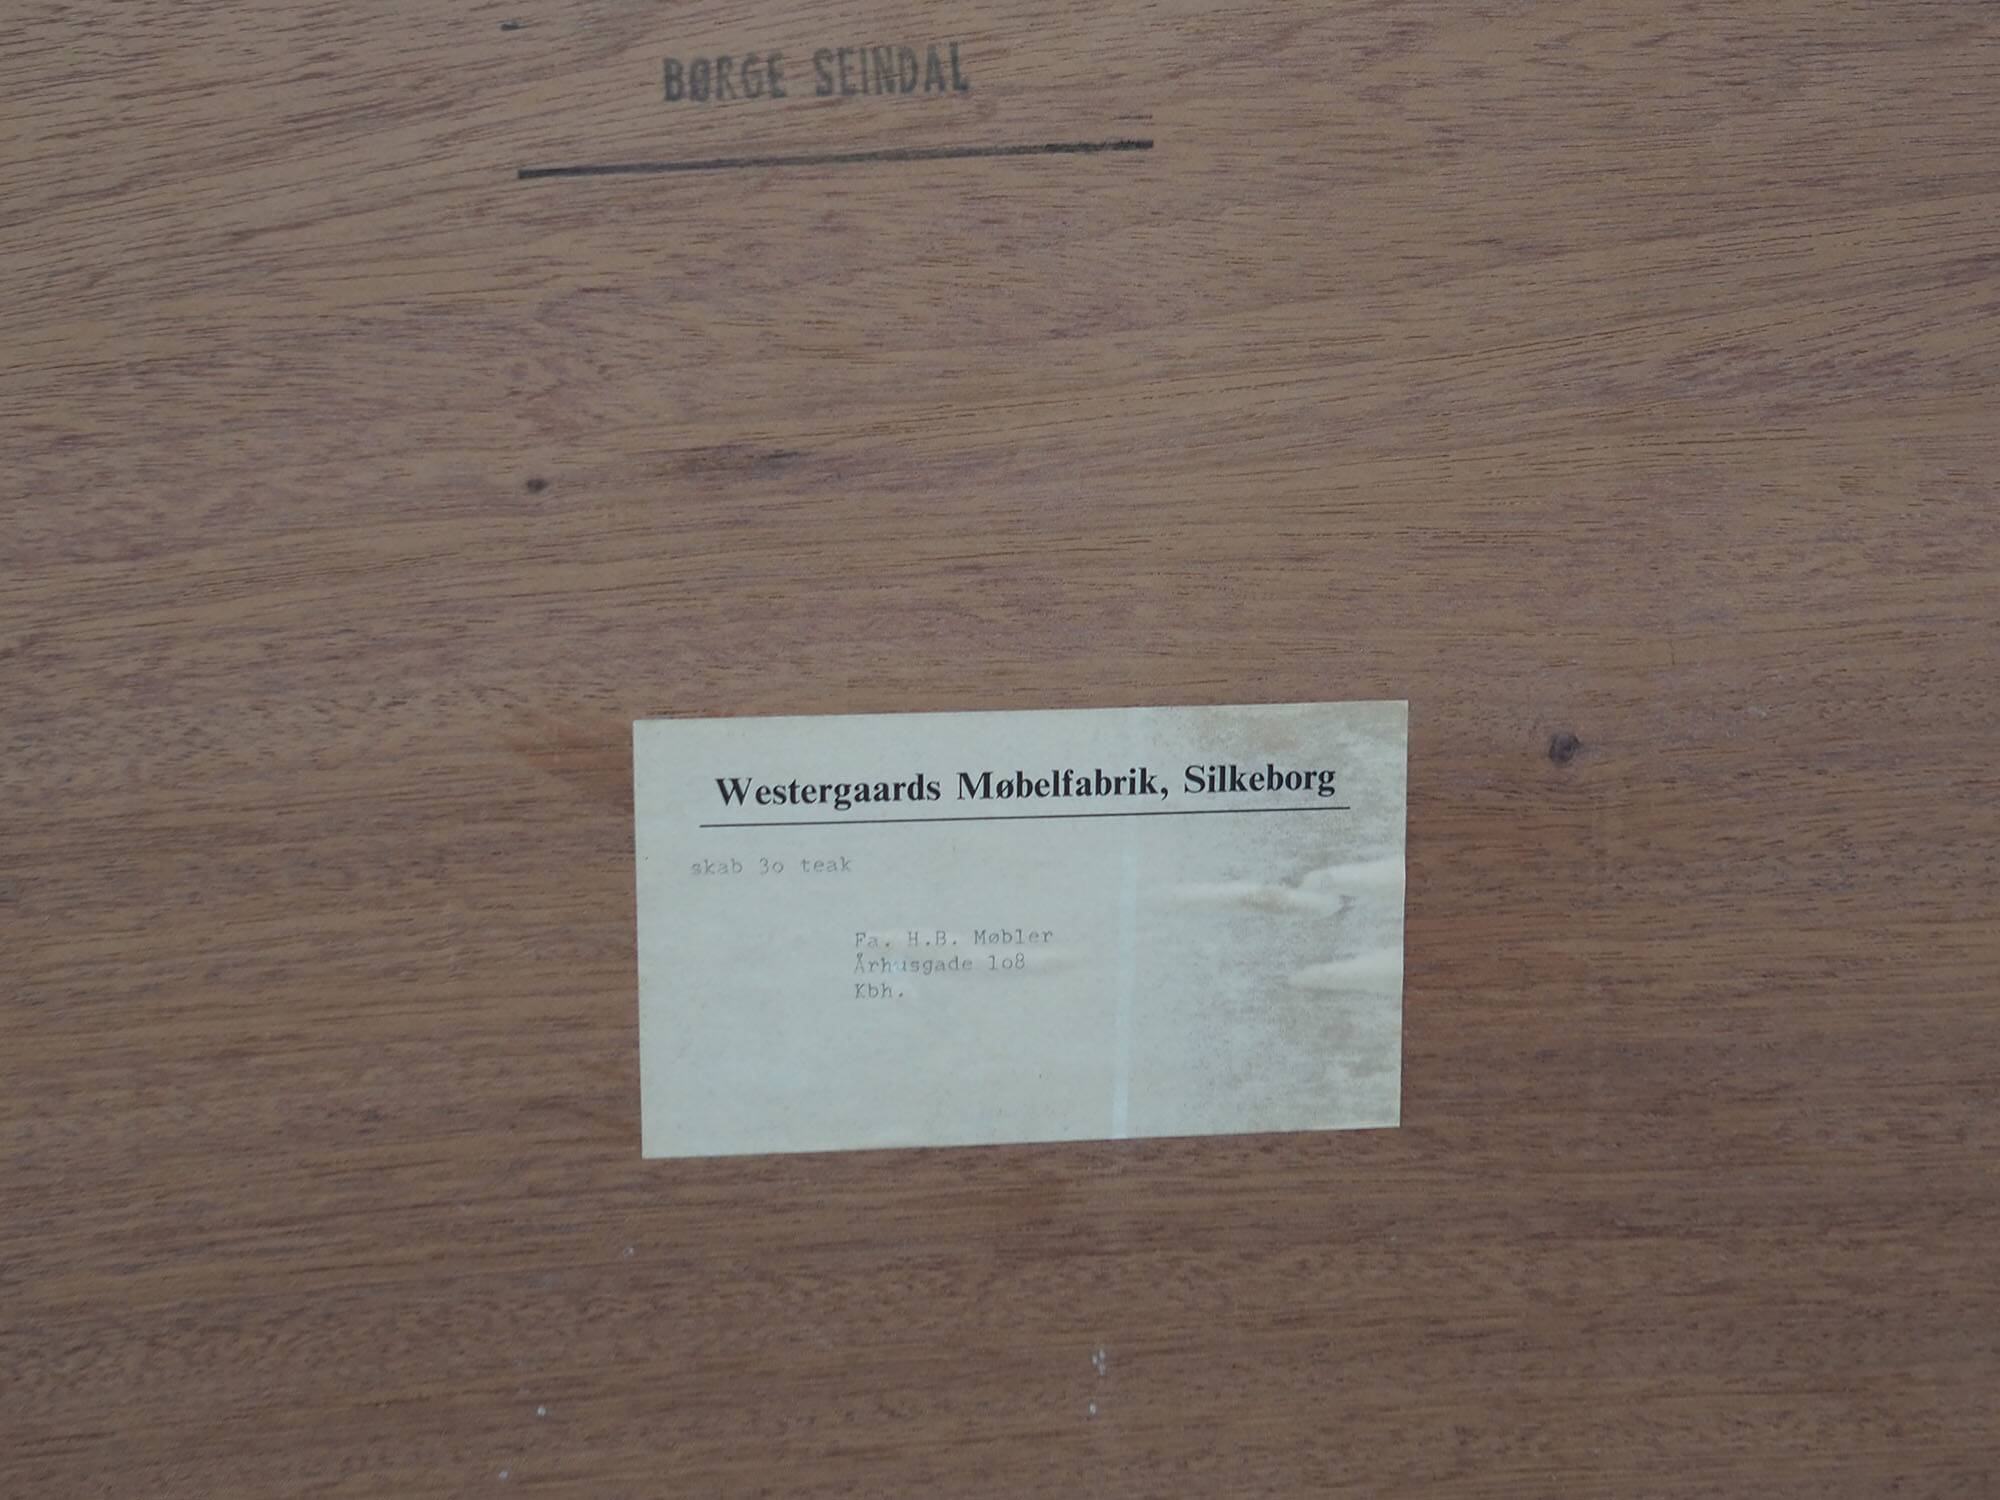 BØRGE SEINDAL
Westergaards Møbelfabrik, Silkeborg
skab 3o teak
Fa. H.B. Møbler
Århusgade 1o8
Kbh.